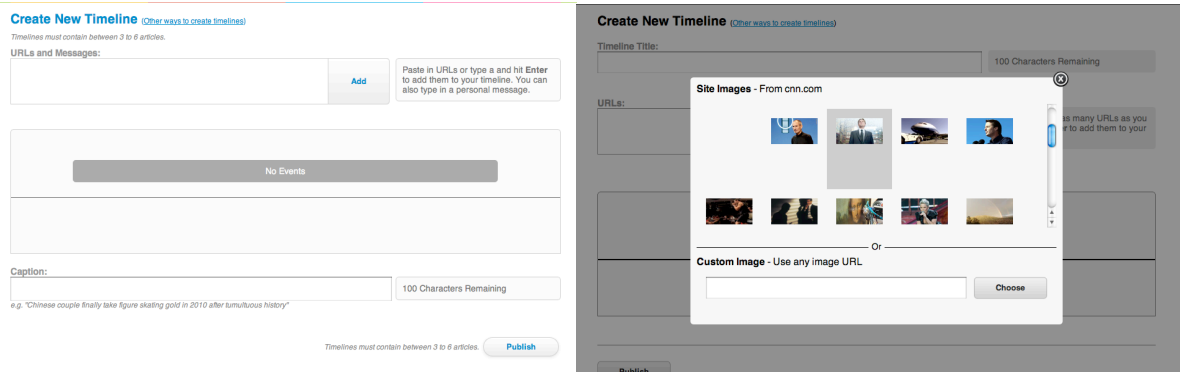 Create New Timeline (Other ways to create timelines)
Timelines must contain between 3 to 6 articles.
URLs and Messages:
Add
Paste in URLs or type a and hit Enter
to add them to your timeline. You can
also type in a personal message.
No Events
Caption:
100 Characters Remaining
e.g. "Chinese couple finally take figure skating gold in 2010 after tumultuous history"
Timelines must contain between 3 to 6 articles.
Publish
Create New Timeline (Other ways to create timelines)
Timeline Title:
100 Characters Remaining
Site Images - From cnn.com
URLs:
as many URLs as you
to add them to your
Or
Custom Image - Use any image URL
Choose
Publish